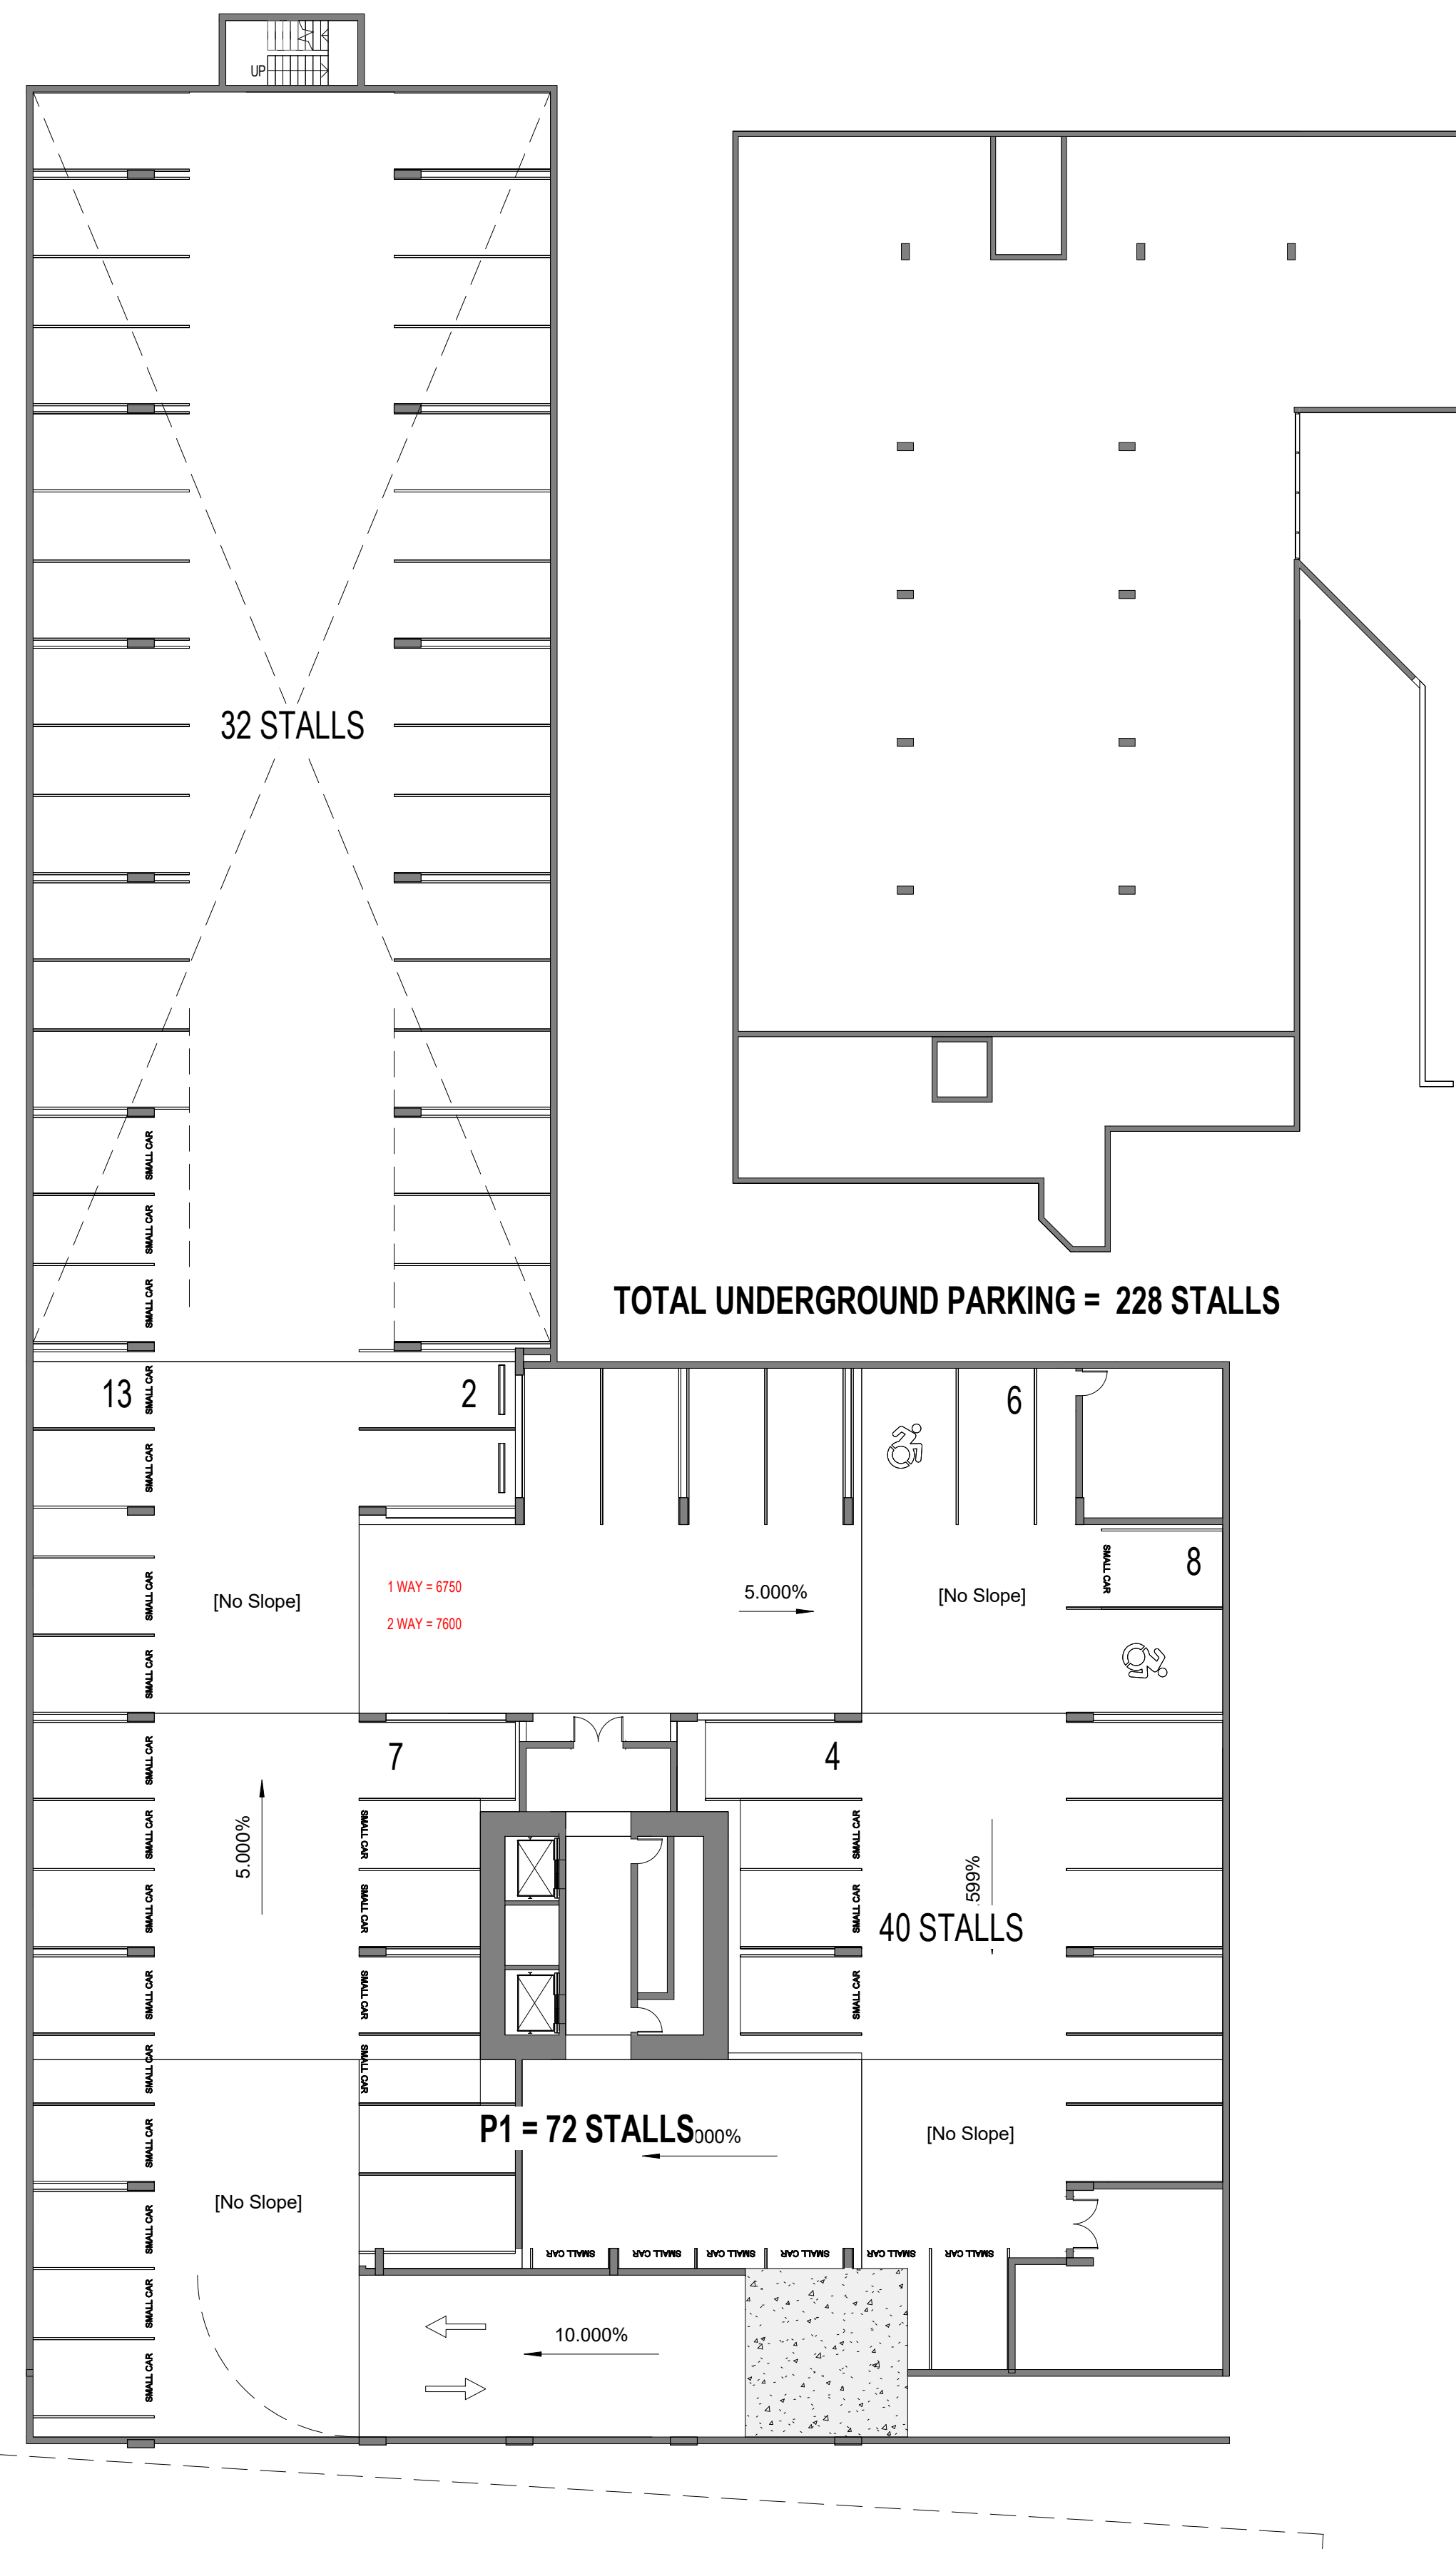 UP
32 STALLS
TOTAL UNDERGROUND PARKING = 228 STALLS
SMALL CAR
SMALL CAR
SMALL CAR
13
SMALL CAR
2
6
SMALL CAR
SMALL CAR
8
SMALL CAR
[No Slope]
1 WAY = 6750
2 WAY = 7600
5.000%
[No Slope]
SMALL CAR
7
4
SMALL CAR
5.000%
SMALL CAR
SMALL CAR
SMALL CAR
SMALL CAR
SMALL CAR
SMALL CAR
599%
40 STALLS
SMALL CAR
SMALL CAR
SMALL CAR
SMALL CAR
SMALL CAR
P1 = 72 STALLS
000%
[No Slope]
SMALL CAR
[No Slope]
SMALL CAR
SMALL CAR
SMALL CAR
SMALL CAR
SMALL CAR
SMALL CAR
SMALL CAR
SMALL CAR
10.000%
SMALL CAR